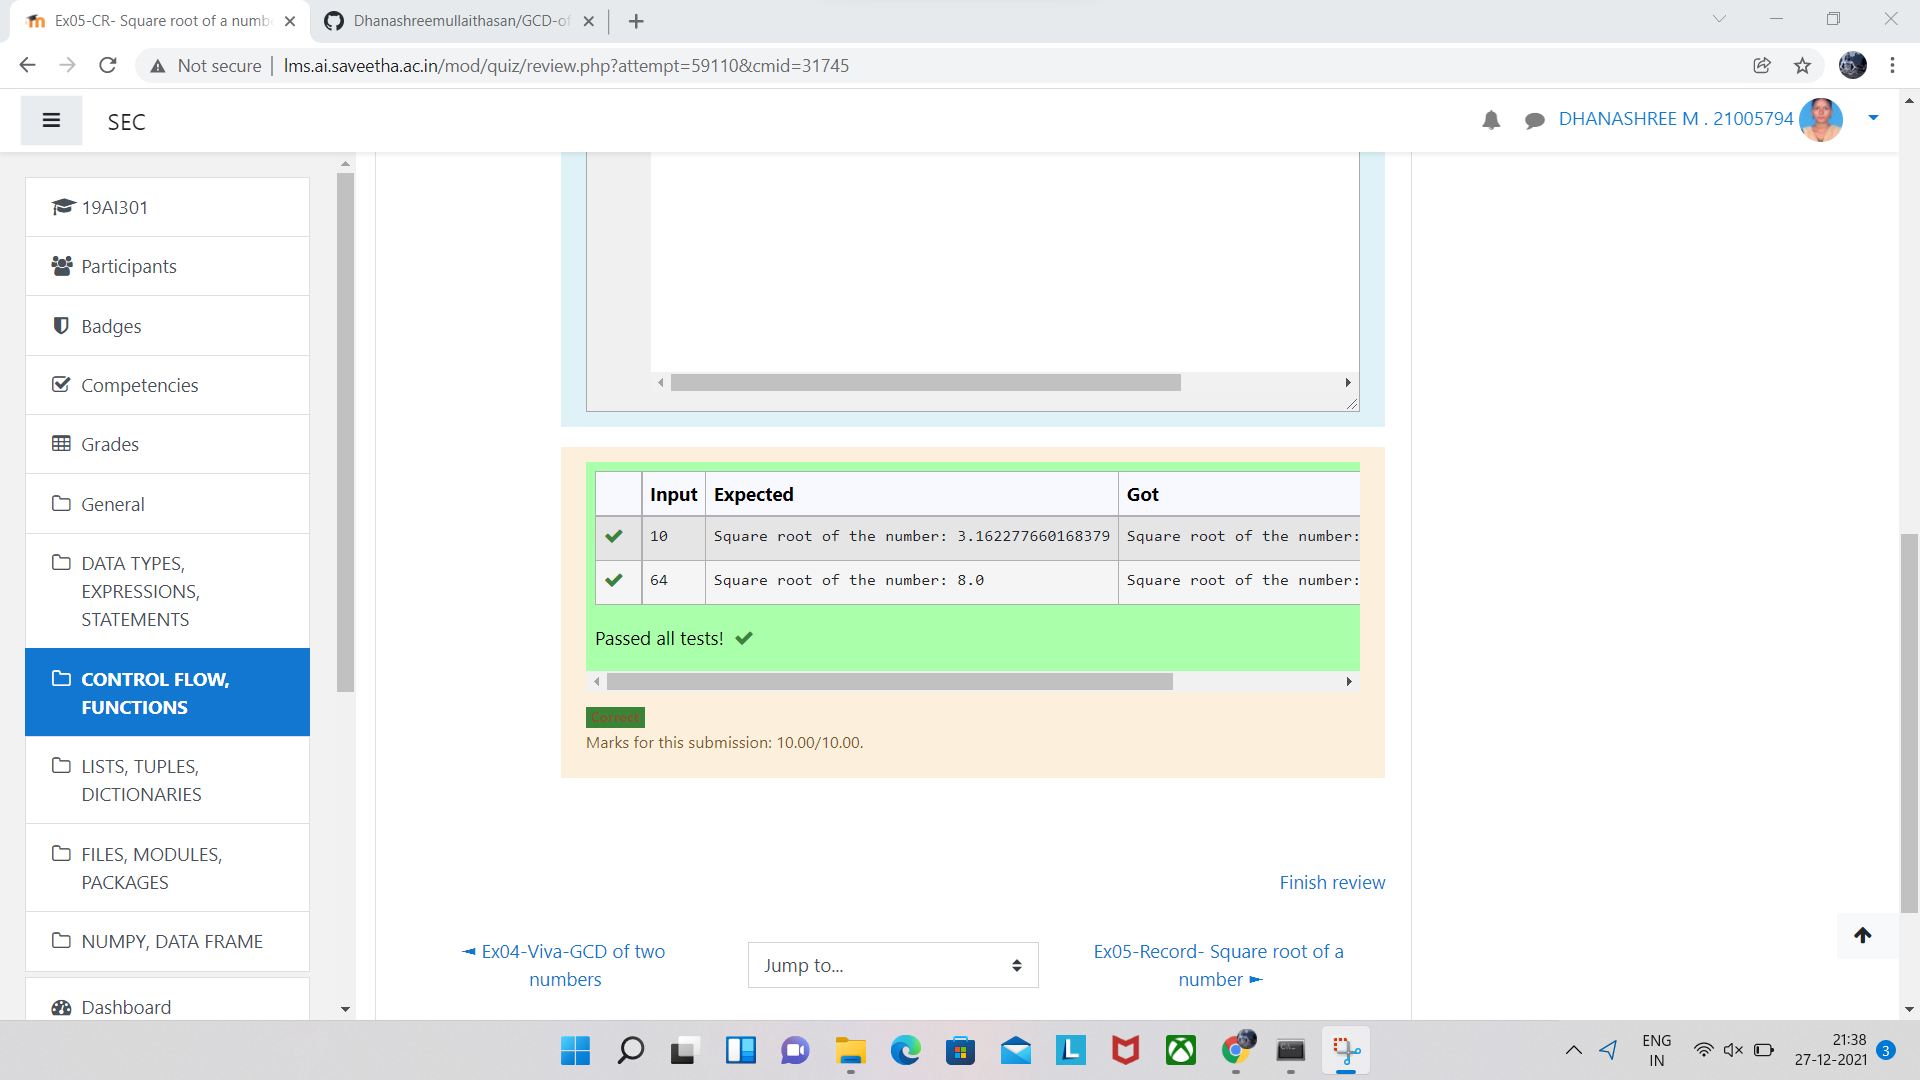 Ex05-CR- Square root of a numb
Dhanashreemullaithasan/GCD-of
Not secure
lms.ai.saveetha.ac.in/mod/quiz/review.php?attempt=59110&cmid=31745
SEC
DHANASHREE M . 21005794
19AI301
Participants
Badges
Competencies
Grades
General
DATA TYPES,
EXPRESSIONS,
STATEMENTS
CONTROL FLOW,
FUNCTIONS
LISTS, TUPLES,
DICTIONARIES
FILES, MODULES,
PACKAGES
NUMPY, DATA FRAME
Dashboard
Input Expected Got
10 Square root of the number: 3.162277660168379 Square root of the number:
64 Square root of the number: 8.0 Square root of the number:
Passed all tests!
Correct
Marks for this submission: 10.00/10.00.
Finish review
◄ Ex04-Viva-GCD of two
numbers
Jump to...
Ex05-Record- Square root of a
number ►
ENG
IN
21:38
27-12-2021
3